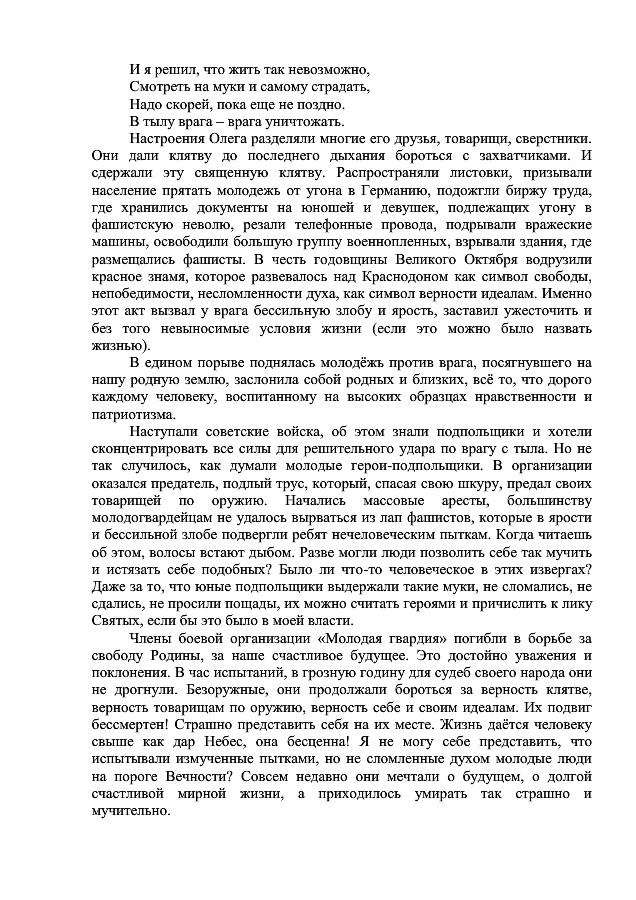 И я решил, что жить так невозможно,
Смотреть на муки и самому страдать,
Надо скорей, пока еще не поздно.
В тылу врага – врага уничтожать.
Настроения Олега разделяли многие его друзья, товарищи, сверстники.
Они дали клятву до последнего дыхания бороться с захватчиками. И
сдержали эту священную клятву. Распространяли листовки, призывали
население прятать молодежь от угона в Германию, подожгли биржу труда,
где хранились документы на юношей и девушек, подлежащих угону в
фашистскую неволю, резали телефонные провода, подрывали вражеские
машины, освободили большую группу военнопленных, взрывали здания, где
размещались фашисты. В честь годовщины Великого Октября водрузили
красное знамя, которое развевалось над Краснодоном как символ свободы,
непобедимости, несломленности духа, как символ верности идеалам. Именно
этот акт вызвал у врага бессильную злобу и ярость, заставил ужесточить и
без того невыносимые условия жизни (если это можно было назвать
жизнью).
В едином порыве поднялась молодёжь против врага, посягнувшего на
нашу родную землю, заслонила собой родных и близких, всё то, что дорого
каждому человеку, воспитанному на высоких образцах нравственности и
патриотизма.
Наступали советские войска, об этом знали подпольщики и хотели
сконцентрировать все силы для решительного удара по врагу с тыла. Но не
так случилось, как думали молодые герои-подпольщики. В организации
оказался предатель, подлый трус, который, спасая свою шкуру, предал своих
товарищей по оружию. Начались массовые аресты, большинству
молодогвардейцам не удалось вырваться из лап фашистов, которые в ярости
и бессильной злобе подвергли ребят нечеловеческим пыткам. Когда читаешь
об этом, волосы встают дыбом. Разве могли люди позволить себе так мучить
и истязать себе подобных? Было ли что-то человеческое в этих извергах?
Даже за то, что юные подпольщики выдержали такие муки, не сломались, не
сдались, не просили пощады, их можно считать героями и причислить к лику
Святых, если бы это было в моей власти.
Члены боевой организации «Молодая гвардия» погибли в борьбе за
свободу Родины, за наше счастливое будущее. Это достойно уважения и
поклонения. В час испытаний, в грозную годину для судеб своего народа они
не дрогнули. Безоружные, они продолжали бороться за верность клятве,
верность товарищам по оружию, верность себе и своим идеалам. Их подвиг
бессмертен! Страшно представить себя на их месте. Жизнь даётся человеку
свыше как дар Небес, она бесценна! Я не могу себе представить, что
испытывали измученные пытками, но не сломленные духом молодые люди
на пороге Вечности? Совсем недавно они мечтали о будущем, о долгой
счастливой мирной жизни, а приходилось умирать так страшно и
мучительно.